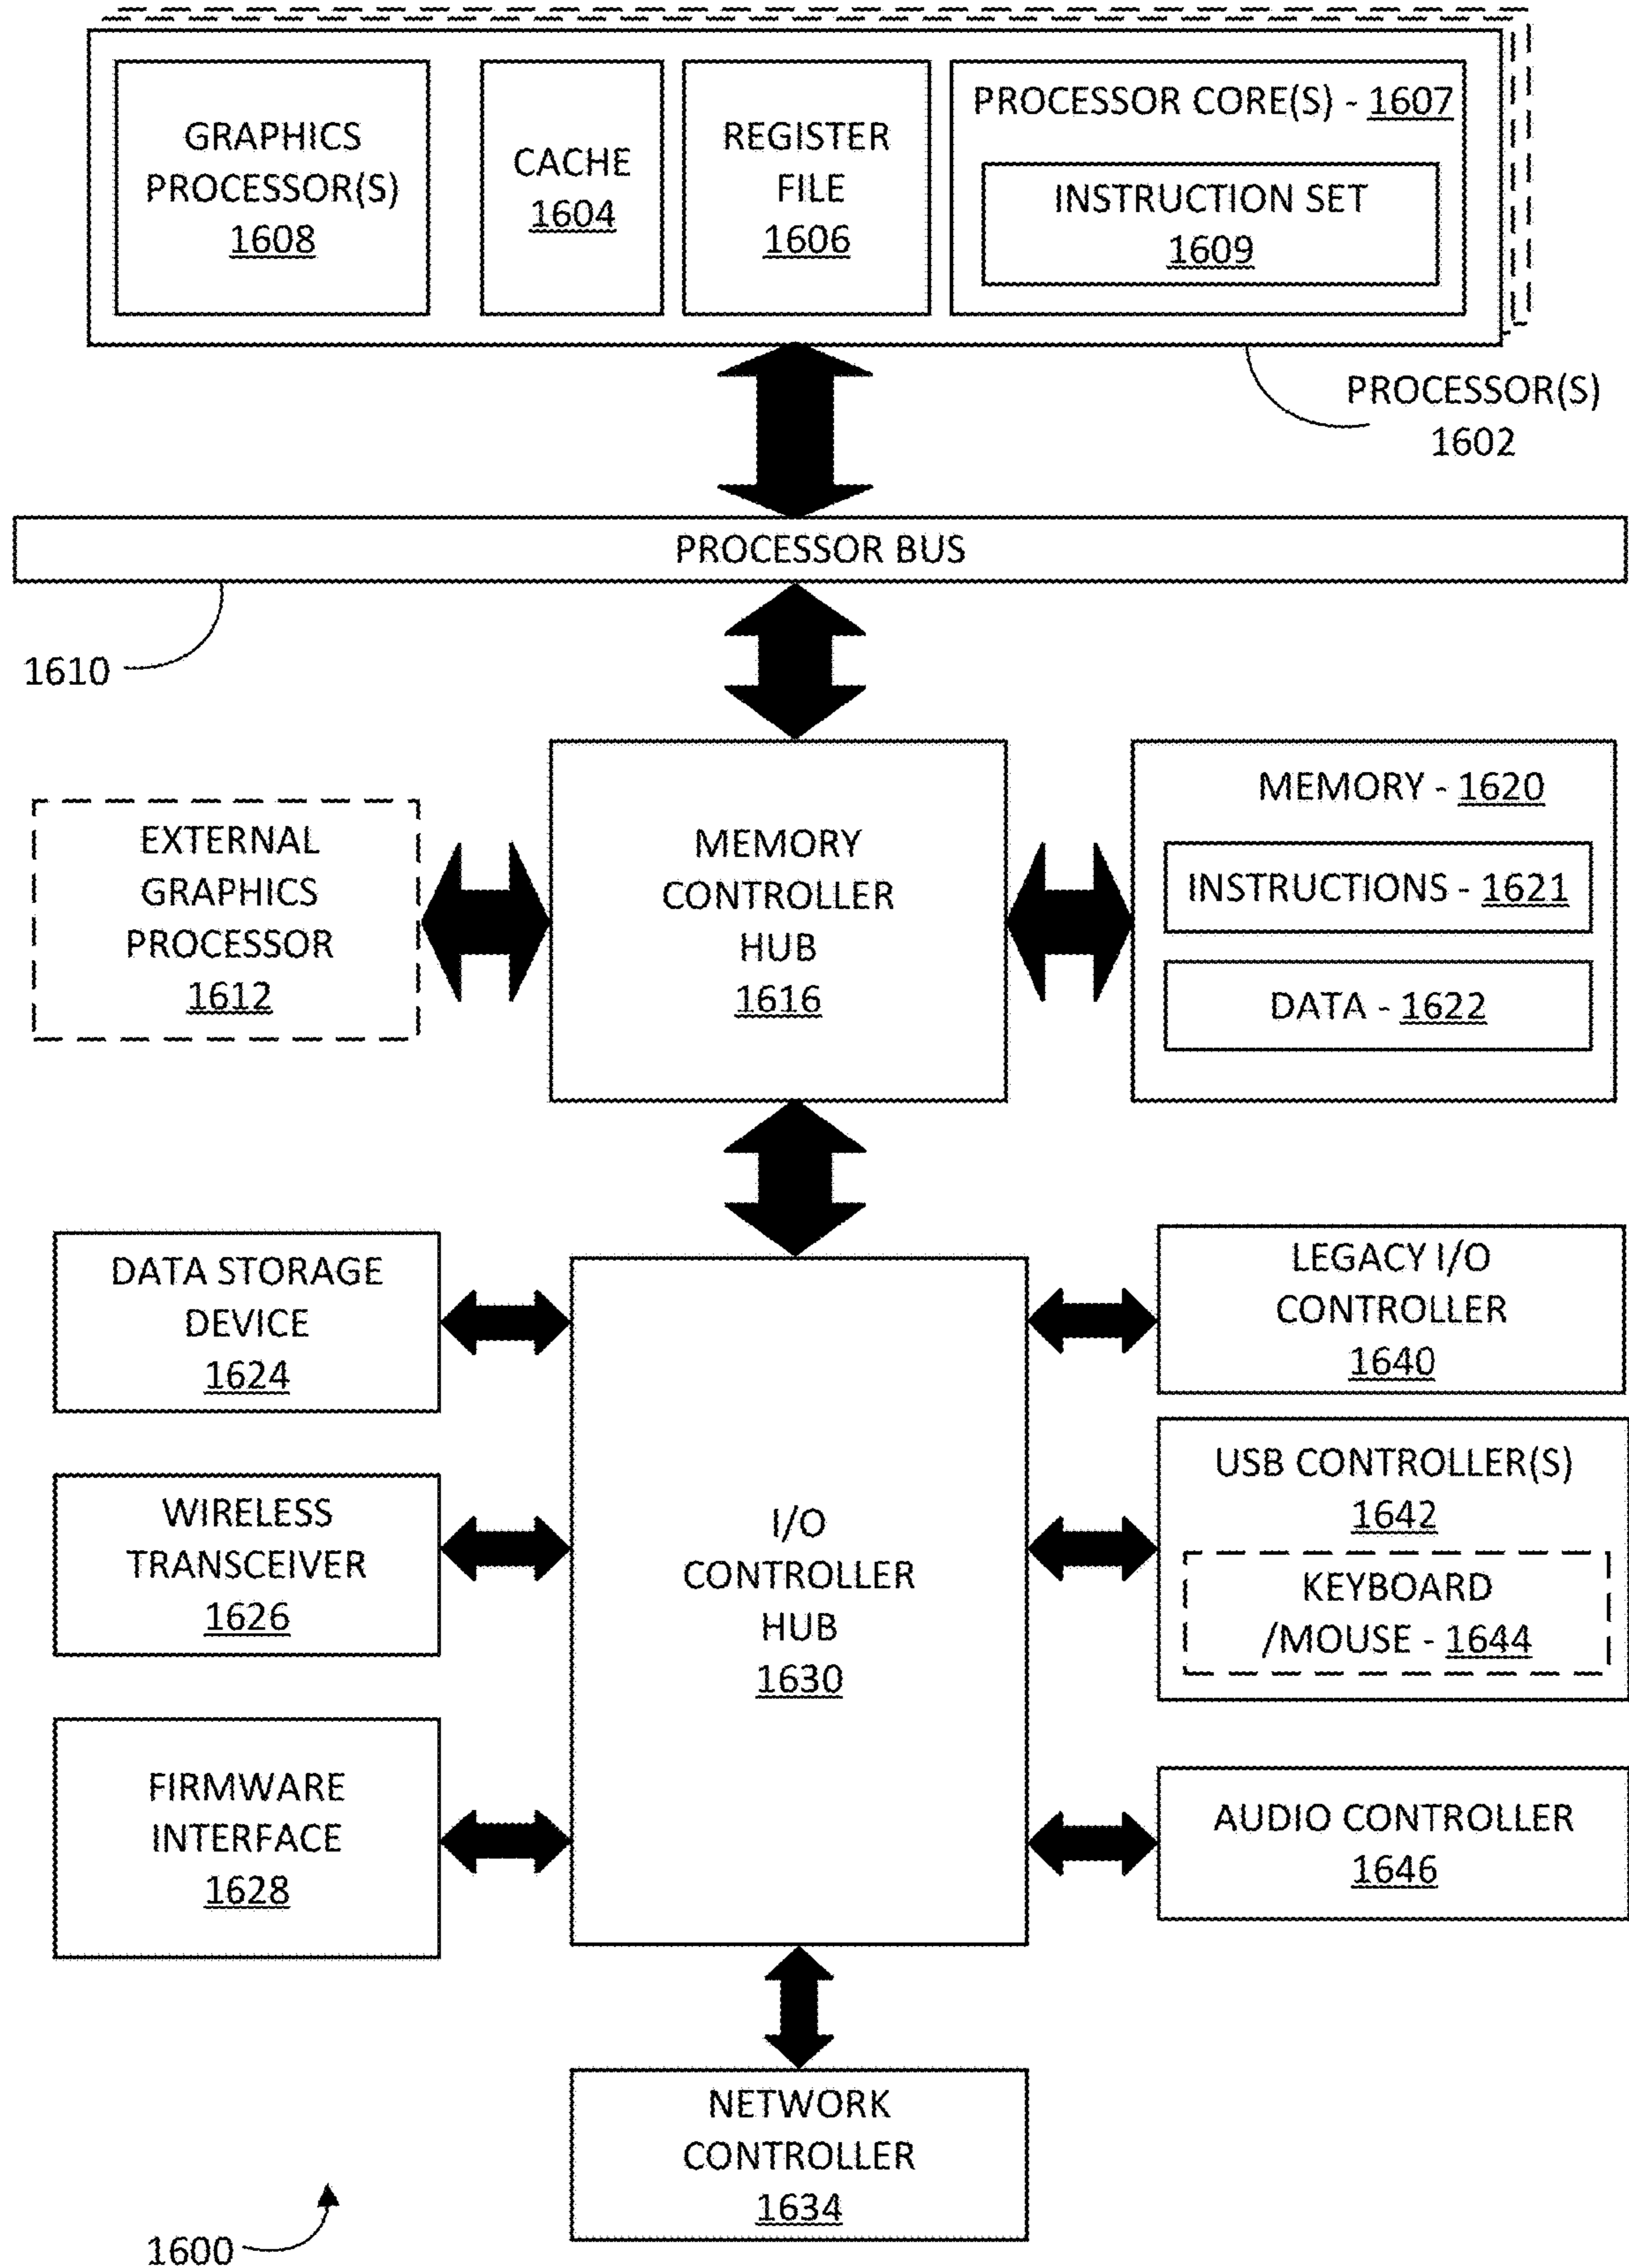 GRAPHICS
PROCESSOR(S)
1608
CACHE
1604
REGISTER
FILE
1606
PROCESSOR CORE(S) - 1607
INSTRUCTION SET
1609
PROCESSOR(S)
1602
PROCESSOR BUS
1610
EXTERNAL
GRAPHICS
PROCESSOR
1612
MEMORY
CONTROLLER
HUB
1616
MEMORY - 1620
INSTRUCTIONS - 1621
DATA - 1622
DATA STORAGE
DEVICE
1624
WIRELESS
TRANSCEIVER
1626
FIRMWARE
INTERFACE
1628
I/O
CONTROLLER
HUB
1630
LEGACY I/O
CONTROLLER
1640
USB CONTROLLER(S)
1642
KEYBOARD
/MOUSE - 1644
AUDIO CONTROLLER
1646
NETWORK
CONTROLLER
1634
1600